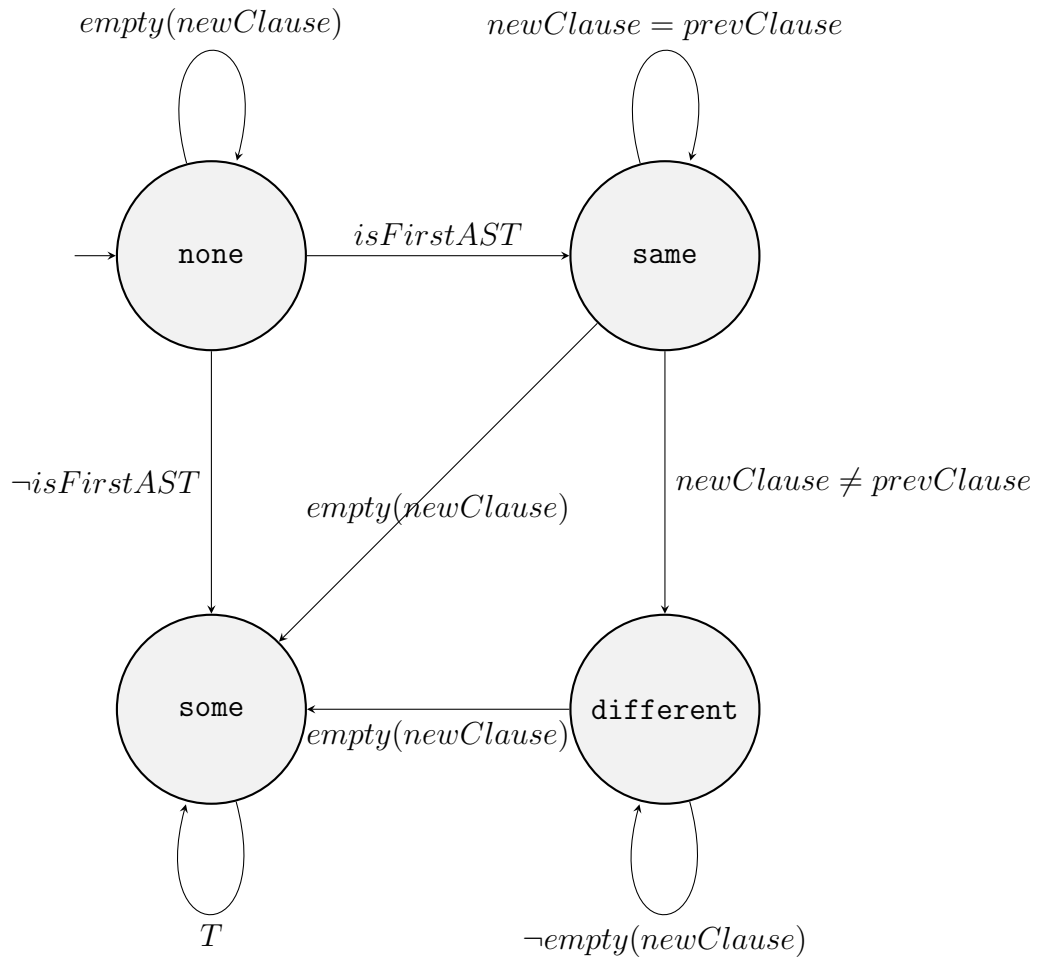 empty(newClause)
newClause = prevClause
none
isFirstAST
same
¬isFirstAST
empty(newClause)
newClause ≠ prevClause
some
different
empty(newClause)
T
¬empty(newClause)